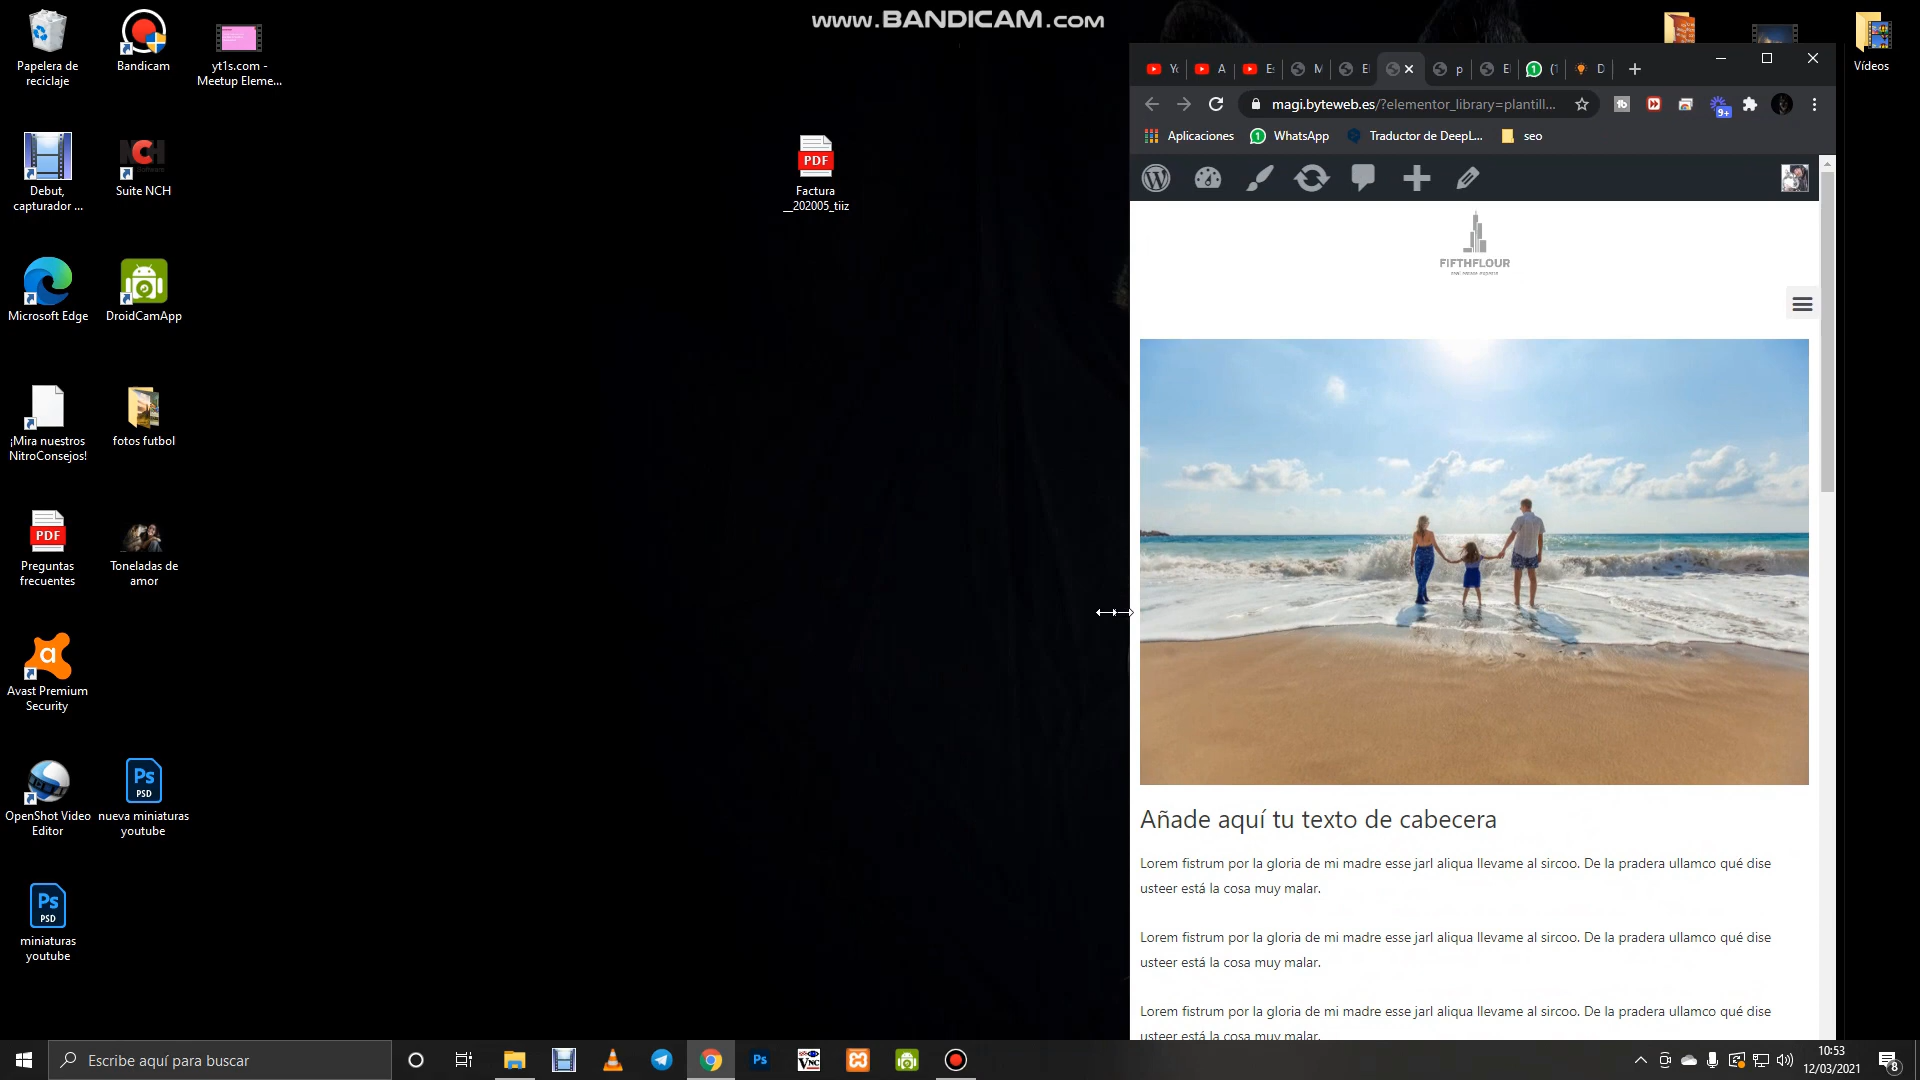 www.BANDICAM.com
Papelera de
reciclaje
Bandicam
yt1s.com -
Meetup Eleme...
Debut,
capturador ...
Suite NCH
Microsoft Edge
DroidCamApp
¡Mira nuestros
NitroConsejos!
fotos futbol
PDF
Preguntas
frecuentes
Toneladas de
amor
Avast Premium
Security
OpenShot Video
Editor
Ps
PSD
nueva miniaturas
youtube
Ps
PSD
miniaturas
youtube
PDF
Factura
__202005_tiiz
Vídeos
magi.byteweb.es/?elementor_library=plantill...
9+
Aplicaciones
WhatsApp
Traductor de DeepL...
seo
FIFTHFLOUR
Añade aquí tu texto de cabecera
Lorem fistrum por la gloria de mi madre esse jarl aliqua llevame al sircoo. De la pradera ullamco qué dise
usteer está la cosa muy malar.
Lorem fistrum por la gloria de mi madre esse jarl aliqua llevame al sircoo. De la pradera ullamco qué dise
usteer está la cosa muy malar.
Lorem fistrum por la gloria de mi madre esse jarl aliqua llevame al sircoo. De la pradera ullamco qué dise
usteer está la cosa muy malar.
Escribe aquí para buscar
Ps
10:53
12/03/2021
8